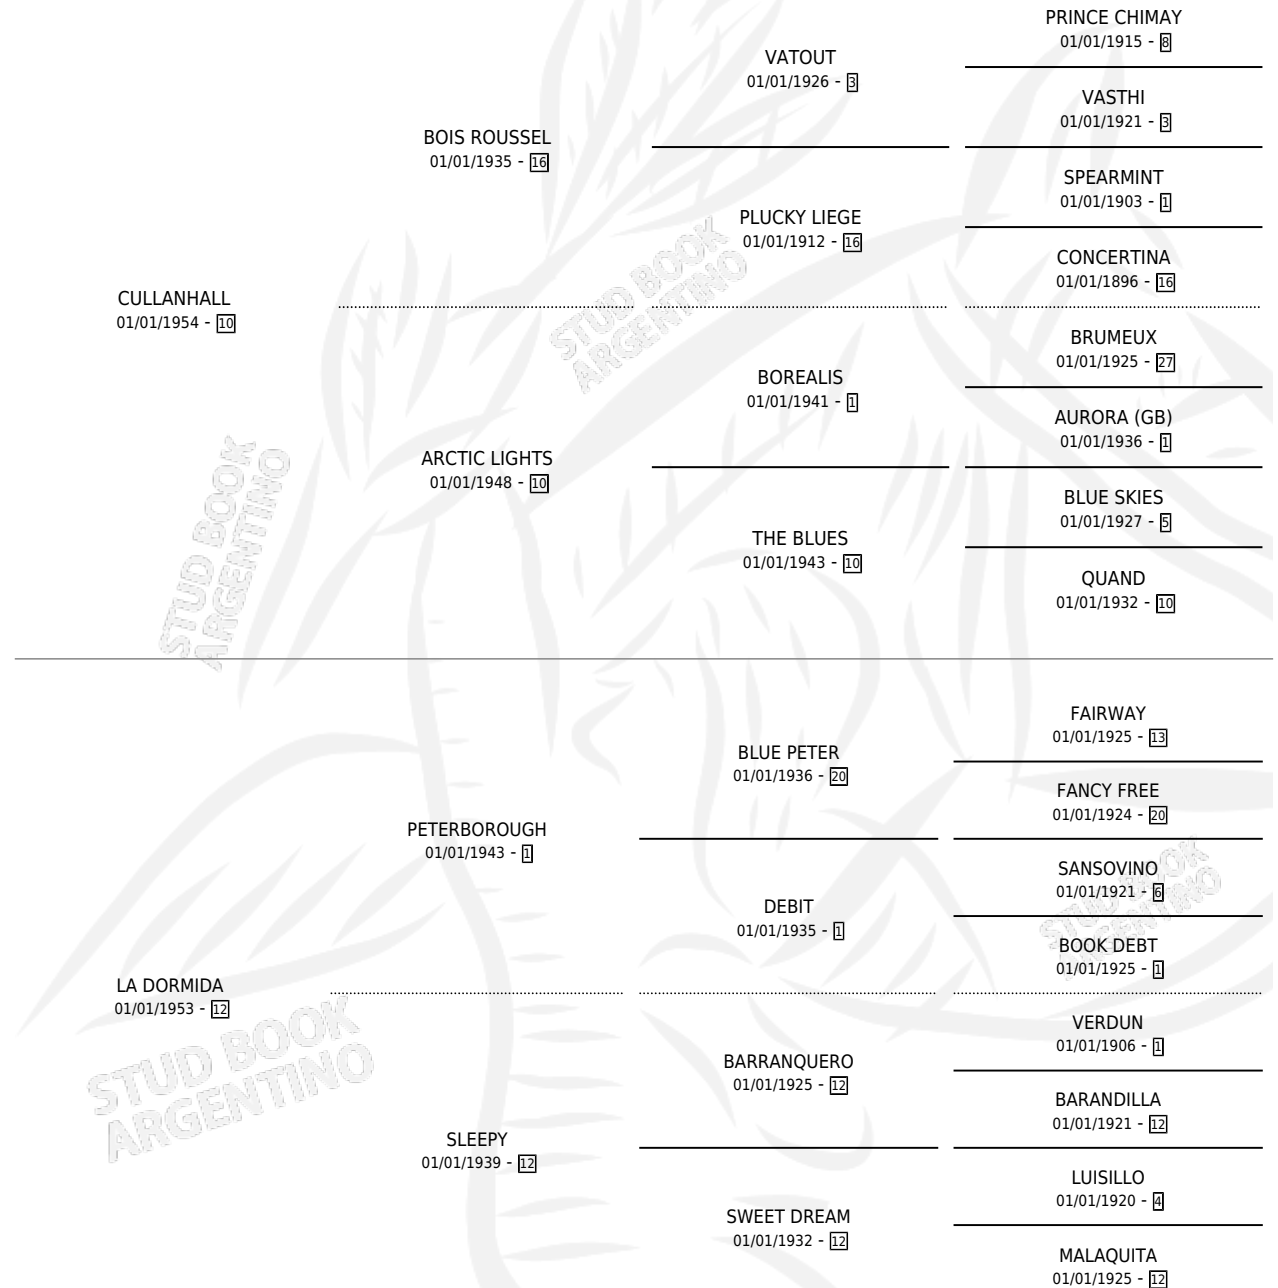 CULLANHALL
01/01/1954 - 10
BOIS ROUSSEL
01/01/1935 - 16
VATOUT
01/01/1926 - 3
PRINCE CHIMAY
01/01/1915 - 8
VASTHI
01/01/1921 - 3
PLUCKY LIEGE
01/01/1912 - 16
SPEARMINT
01/01/1903 - 1
CONCERTINA
01/01/1896 - 16
ARCTIC LIGHTS
01/01/1948 - 10
BOREALIS
01/01/1941 - 1
BRUMEUX
01/01/1925 - 27
AURORA (GB)
01/01/1936 - 1
THE BLUES
01/01/1943 - 10
BLUE SKIES
01/01/1927 - 5
QUAND
01/01/1932 - 10
LA DORMIDA
01/01/1953 - 12
PETERBOROUGH
01/01/1943 - 1
BLUE PETER
01/01/1936 - 20
FAIRWAY
01/01/1925 - 13
FANCY FREE
01/01/1924 - 20
DEBIT
01/01/1935 - 1
SANSOVINO
01/01/1921 - 6
BOOK DEBT
01/01/1925 - 1
SLEEPY
01/01/1939 - 12
BARRANQUERO
01/01/1925 - 12
VERDUN
01/01/1906 - 1
BARANDILLA
01/01/1921 - 12
SWEET DREAM
01/01/1932 - 12
LUISILLO
01/01/1920 - 4
MALAQUITA
01/01/1925 - 12
STUD BOOK
ARGENTINO
STUD BOOK
ARGENTINO
STUD BOOK
ARGENTINO
STUD BOOK
ARGENTINO